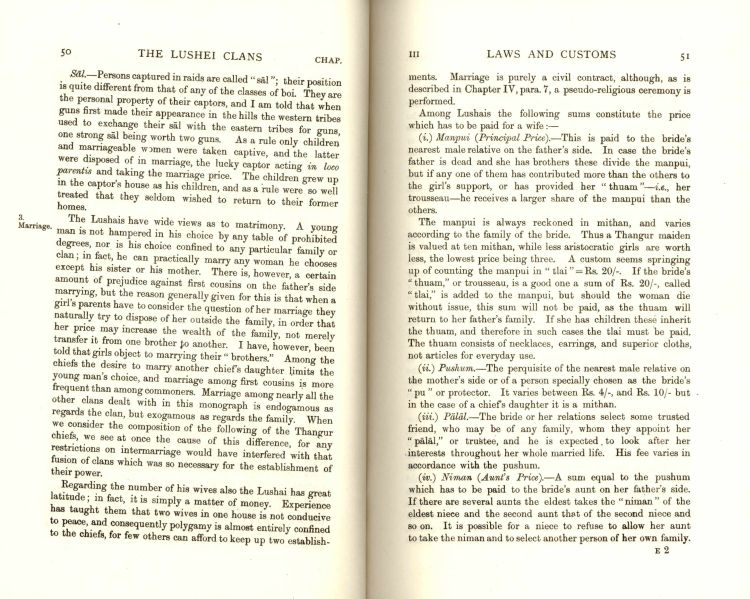 50 THE LUSHEI CLANS CHAP.
Sāl.—Persons captured in raids are called "sāl"; their position
is quite different from that of any of the classes of boi. They are
the personal property of their captors, and I am told that when
guns first made their appearance in the hills the western tribes
used to exchange their sāl with the eastern tribes for guns,
one strong sāl being worth two guns. As a rule only children
and marriageable women were taken captive, and the latter
were disposed of in marriage, the lucky captor acting in loco
parentis and taking the marriage price. The children grew up
in the captor's house as his children, and as a rule were so well
treated that they seldom wished to return to their former
homes.
3.
Marriage.
The Lushais have wide views as to matrimony. A young
man is not hampered in his choice by any table of prohibited
degrees, nor is his choice confined to any particular family or
clan; in fact, he can practically marry any woman he chooses
except his sister or his mother. There is, however, a certain
amount of prejudice against first cousins on the father's side
marrying, but the reason generally given for this is that when a
girl's parents have to consider the question of her marriage they
naturally try to dispose of her outside the family, in order that
her price may increase the wealth of the family, not merely
transfer it from one brother to another. I have, however, been
told that girls object to marrying their "brothers." Among the
chiefs the desire to marry another chief's daughter limits the
young man's choice, and marriage among first cousins is more
frequent than among commoners. Marriage among nearly all the
other clans dealt with in this monograph is endogamous as
regards the clan, but exogamous as regards the family. When
we consider the composition of the following of the Thangur
chiefs, we see at once the cause of this difference, for any
restrictions on intermarriage would have interfered with that
fusion of clans which was so necessary for the establishment of
their power.
Regarding the number of his wives also the Lushai has great
latitude; in fact, it is simply a matter of money. Experience
has taught them that two wives in one house is not conducive
to peace, and consequently polygamy is almost entirely confined
to the chiefs, for few others can afford to keep up two establish-
III LAWS AND CUSTOMS 51
ments. Marriage is purely a civil contract, although, as is
described in Chapter IV, para. 7, a pseudo-religious ceremony is
performed.
Among Lushais the following sums constitute the price
which has to be paid for a wife:—
(i.) Manpui (Principal Price).—This is paid to the bride's
nearest male relative on the father's side. In case the bride's
father is dead and she has brothers these divide the manpui,
but if any one of them has contributed more than the others to
the girl's support, or has provided her "thuam"—i.e., her
trousseau—he receives a larger share of the manpui than the
others.
The manpui is always reckoned in mithan, and varies
according to the family of the bride. Thus a Thangur maiden
is valued at ten mithan, while less aristocratic girls are worth
less, the lowest price being three. A custom seems springing
up of counting the manpui in "tlai"=Rs. 20/-. If the bride's
"thuam," or trousseau, is a good one a sum of Rs. 20/-, called
"tlai," is added to the manpui, but should the woman die
without issue, this sum will not be paid, as the thuam will
return to her father's family. If she has children these inherit
the thuam, and therefore in such cases the tlai must be paid.
The thuam consists of necklaces, earrings, and superior cloths,
not articles for everyday use.
(ii.) Pushum.—The perquisite of the nearest male relative on
the mother's side or of a person specially chosen as the bride's
"pu" or protector. It varies between Rs. 4/-, and Rs. 10/- but
in the case of a chief's daughter it is a mithan.
(iii.) Pālāl.—The bride or her relations select some trusted
friend, who may be of any family, whom they appoint her
"pālāl," or trustee, and he is expected to look after her
interests throughout her whole married life. His fee varies in
accordance with the pushum.
(iv.) Niman (Aunt's Price).—A sum equal to the pushum
which has to be paid to the bride's aunt on her father's side.
If there are several aunts the eldest takes the "niman" of the
eldest niece and the second aunt that of the second niece and
so on. It is possible for a niece to refuse to allow her aunt
to take the niman and to select another person of her own family.
E 2